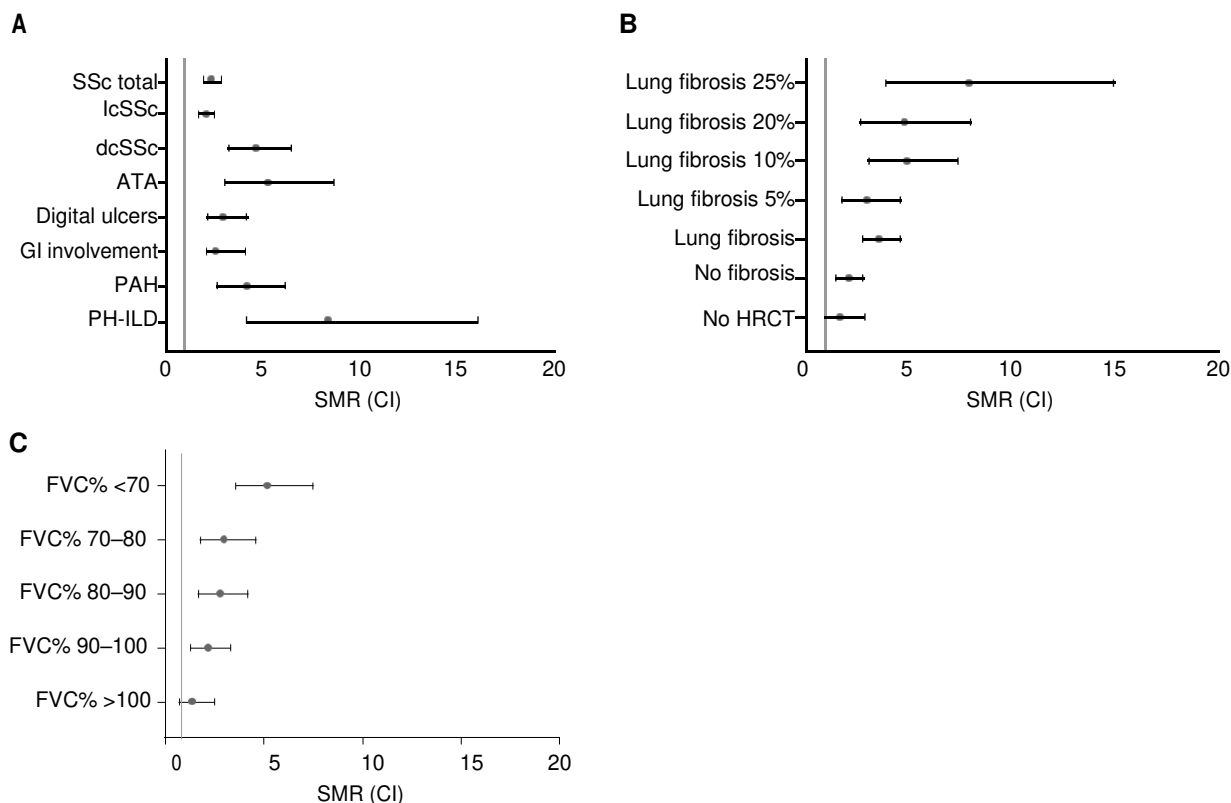 A
SSc total
lcSSc
dcSSc
ATA
Digital ulcers
GI involvement
PAH
PH-ILD
0 5 10 15 20
SMR (CI)
B
Lung fibrosis 25%
Lung fibrosis 20%
Lung fibrosis 10%
Lung fibrosis 5%
Lung fibrosis
No fibrosis
No HRCT
0 5 10 15 20
SMR (CI)
C
FVC% <70
FVC% 70–80
FVC% 80–90
FVC% 90–100
FVC% >100
0 5 10 15 20
SMR (CI)